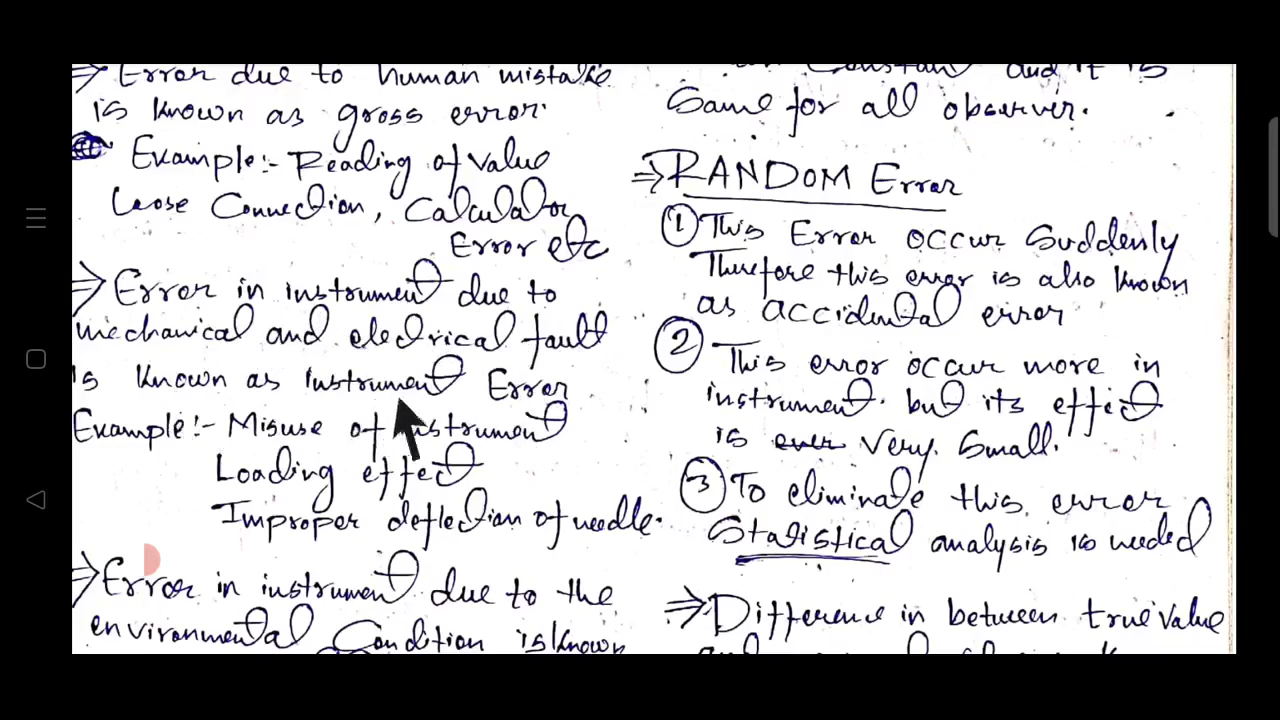 ⇒ Error due to human mistake
is known as gross error.
Example:- Reading of value
Loose Connection, Calculator
Error etc
⇒ Error in instrument due to
mechanical and electrical fault
is known as instrument Error
Example:- Misuse of instrument
Loading effect
Improper deflection of needle.
⇒ Error in instrument due to the
environmental Condition is known
Constant and it is
Same for all observer.
⇒ RANDOM Error
① This Error occur Suddenly
Therefore this error is also known
as accidental error
② This error occur more in
instrument. but its effect
is very Small.
③ To eliminate this error
Statistical analysis is needed
⇒ Difference in between true value